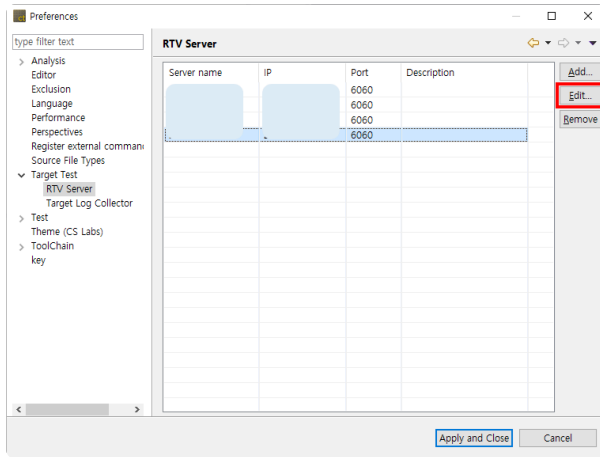 Preferences
type filter text
RTV Server
Analysis
Editor
Exclusion
Language
Performance
Perspectives
Register external comman
Source File Types
Target Test
RTV Server
Target Log Collector
Test
Theme (CS Labs)
ToolChain
key
Server name IP Port Description
6060
6060
6060
6060
Add...
Edit...
Remove
Apply and Close Cancel